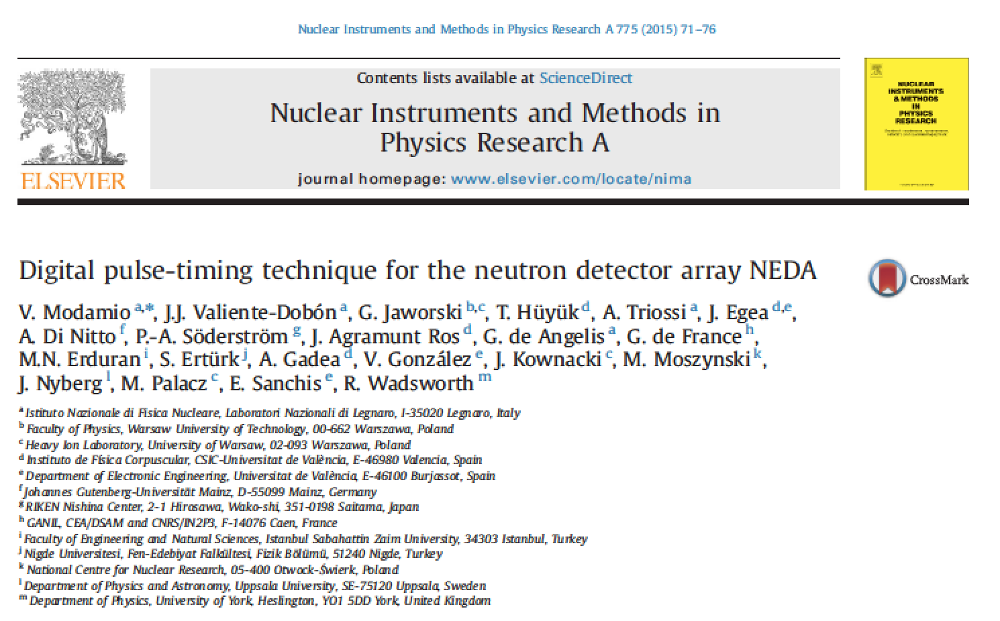 Nuclear Instruments and Methods in Physics Research A 775 (2015) 71–76
Contents lists available at ScienceDirect
Nuclear Instruments and Methods in
Physics Research A
journal homepage: www.elsevier.com/locate/nima
ELSEVIER
NUCLEAR
INSTRUMENTS
& METHODS
IN
PHYSICS
RESEARCH
Digital pulse-timing technique for the neutron detector array NEDA
CrossMark
V. Modamio a,*, J.J. Valiente-Dobón a, G. Jaworski b,c, T. Hüyük d, A. Triossi a, J. Egea d,e,
A. Di Nitto f, P.-A. Söderström g, J. Agramunt Ros d, G. de Angelis a, G. de France h,
M.N. Erduran i, S. Ertürk j, A. Gadea d, V. González e, J. Kownacki c, M. Moszynski k,
J. Nyberg l, M. Palacz c, E. Sanchis e, R. Wadsworth m
a Istituto Nazionale di Fisica Nucleare, Laboratori Nazionali di Legnaro, I-35020 Legnaro, Italy
b Faculty of Physics, Warsaw University of Technology, 00-662 Warszawa, Poland
c Heavy Ion Laboratory, University of Warsaw, 02-093 Warszawa, Poland
d Instituto de Física Corpuscular, CSIC-Universitat de València, E-46980 Valencia, Spain
e Department of Electronic Engineering, Universitat de València, E-46100 Burjassot, Spain
f Johannes Gutenberg-Universität Mainz, D-55099 Mainz, Germany
g RIKEN Nishina Center, 2-1 Hirosawa, Wako-shi, 351-0198 Saitama, Japan
h GANIL, CEA/DSAM and CNRS/IN2P3, F-14076 Caen, France
i Faculty of Engineering and Natural Sciences, Istanbul Sabahattin Zaim University, 34303 Istanbul, Turkey
j Nigde Universitesi, Fen-Edebiyat Falkültesi, Fizik Bölümü, 51240 Nigde, Turkey
k National Centre for Nuclear Research, 05-400 Otwock-Świerk, Poland
l Department of Physics and Astronomy, Uppsala University, SE-75120 Uppsala, Sweden
m Department of Physics, University of York, Heslington, YO1 5DD York, United Kingdom